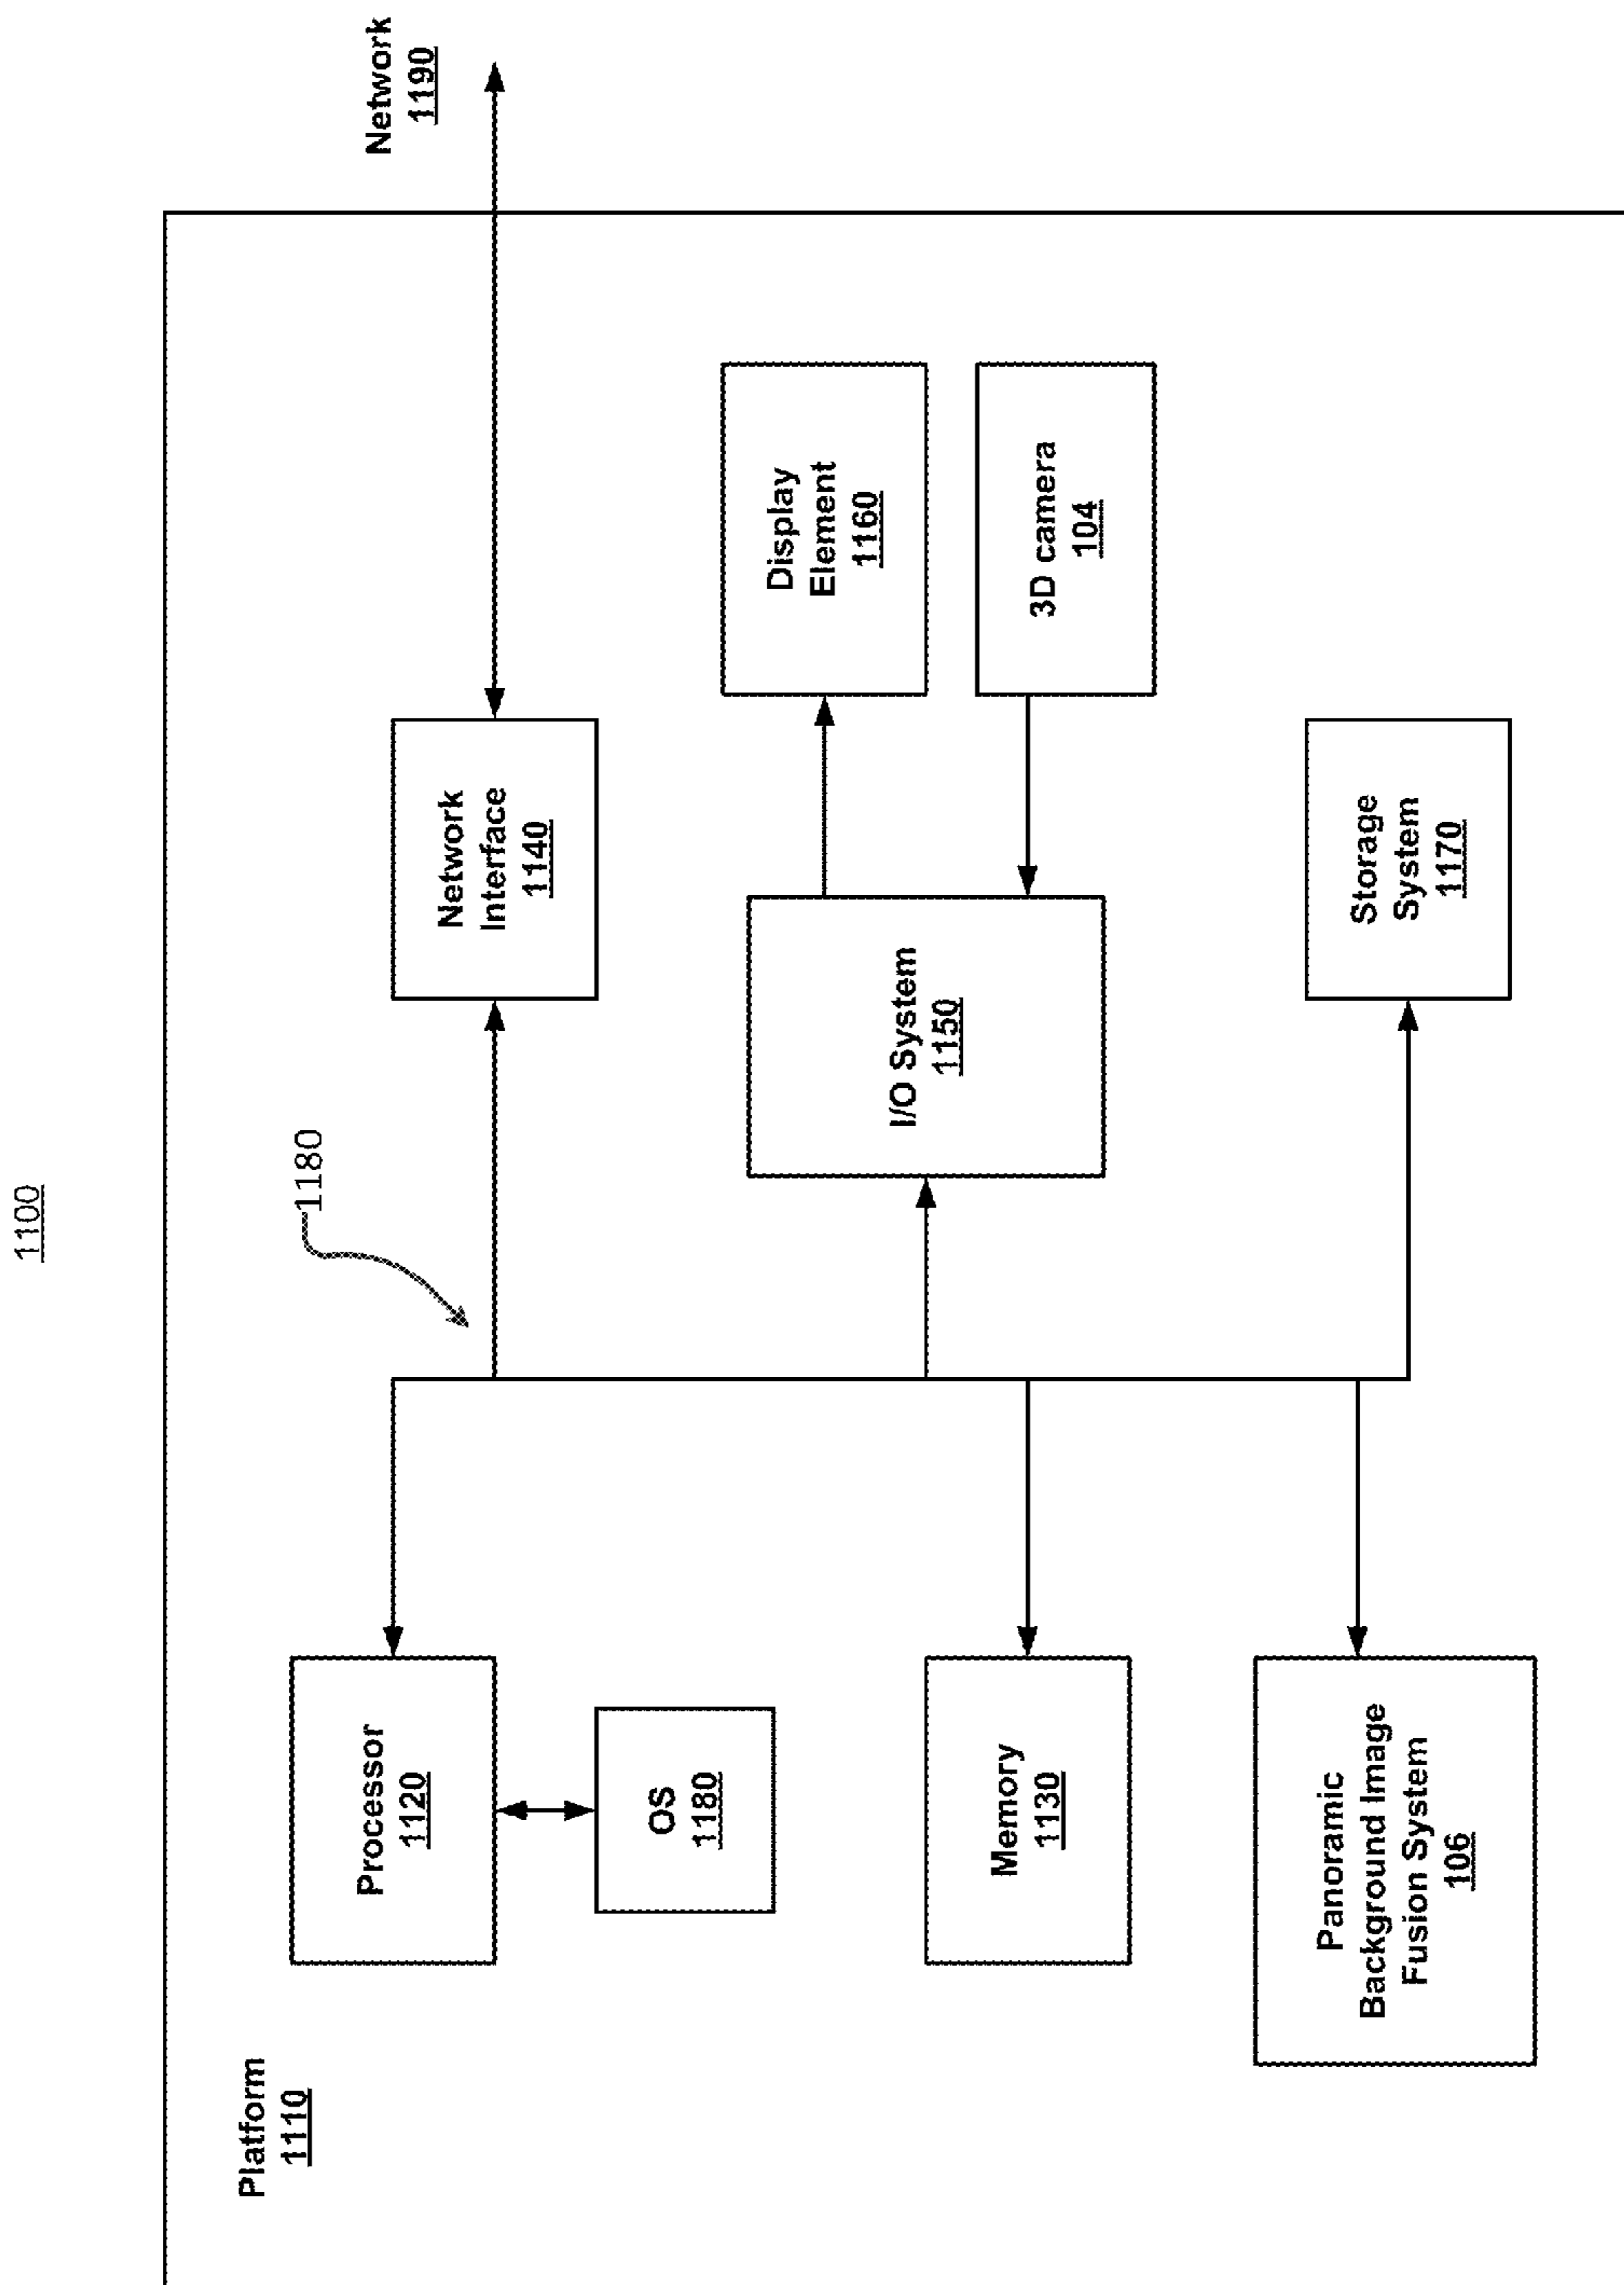 1100
Platform
1110
Network
1190
1180
Processor
1120
OS
1180
Network
Interface
1140
Memory
1130
I/O System
1150
Display
Element
1160
3D camera
104
Panoramic
Background Image
Fusion System
106
Storage
System
1170